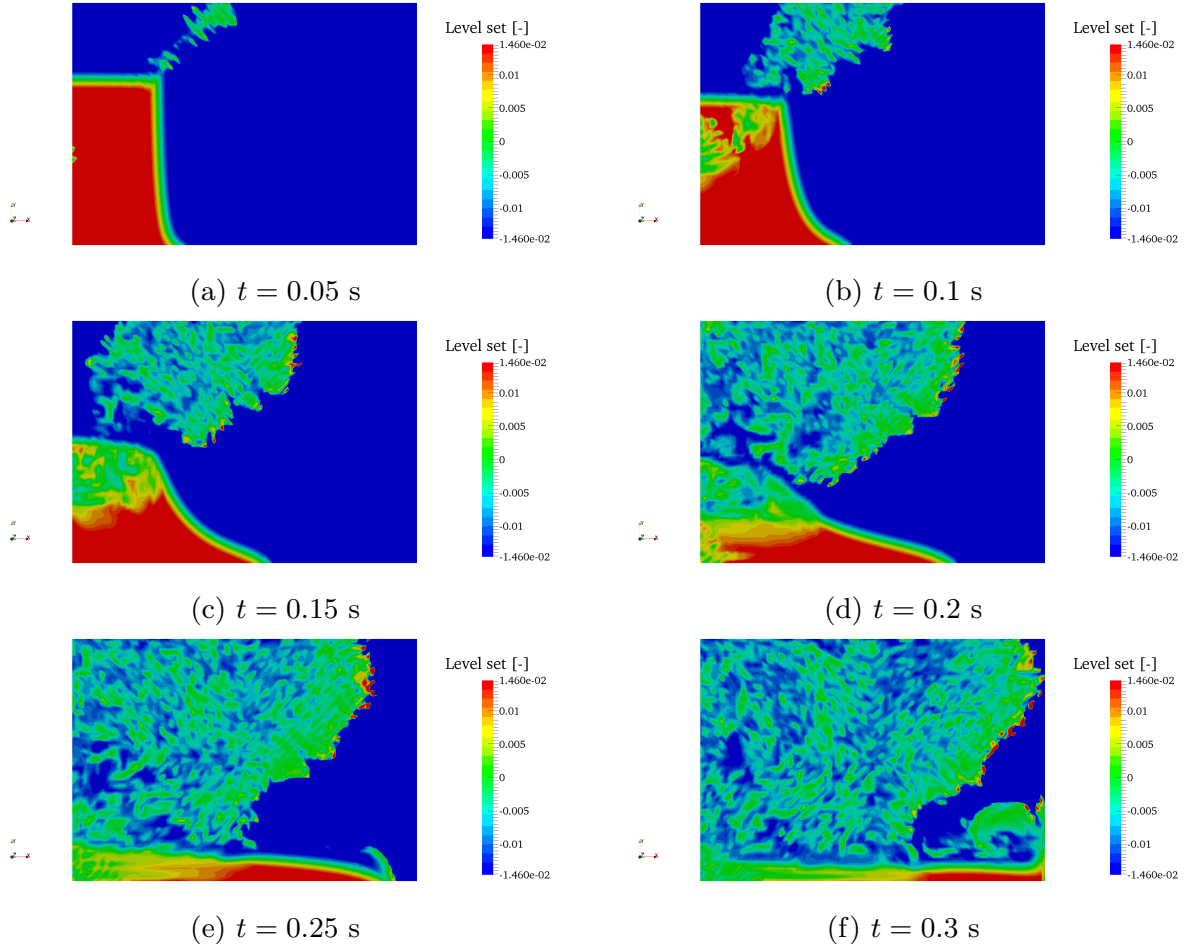 Level set [-]
1.460e-02
0.01
0.005
0
-0.005
-0.01
-1.460e-02
Level set [-]
1.460e-02
0.01
0.005
0
-0.005
-0.01
-1.460e-02
(a) t = 0.05 s
(b) t = 0.1 s
Level set [-]
1.460e-02
0.01
0.005
0
-0.005
-0.01
-1.460e-02
Level set [-]
1.460e-02
0.01
0.005
0
-0.005
-0.01
-1.460e-02
(c) t = 0.15 s
(d) t = 0.2 s
Level set [-]
1.460e-02
0.01
0.005
0
-0.005
-0.01
-1.460e-02
Level set [-]
1.460e-02
0.01
0.005
0
-0.005
-0.01
-1.460e-02
(e) t = 0.25 s
(f) t = 0.3 s